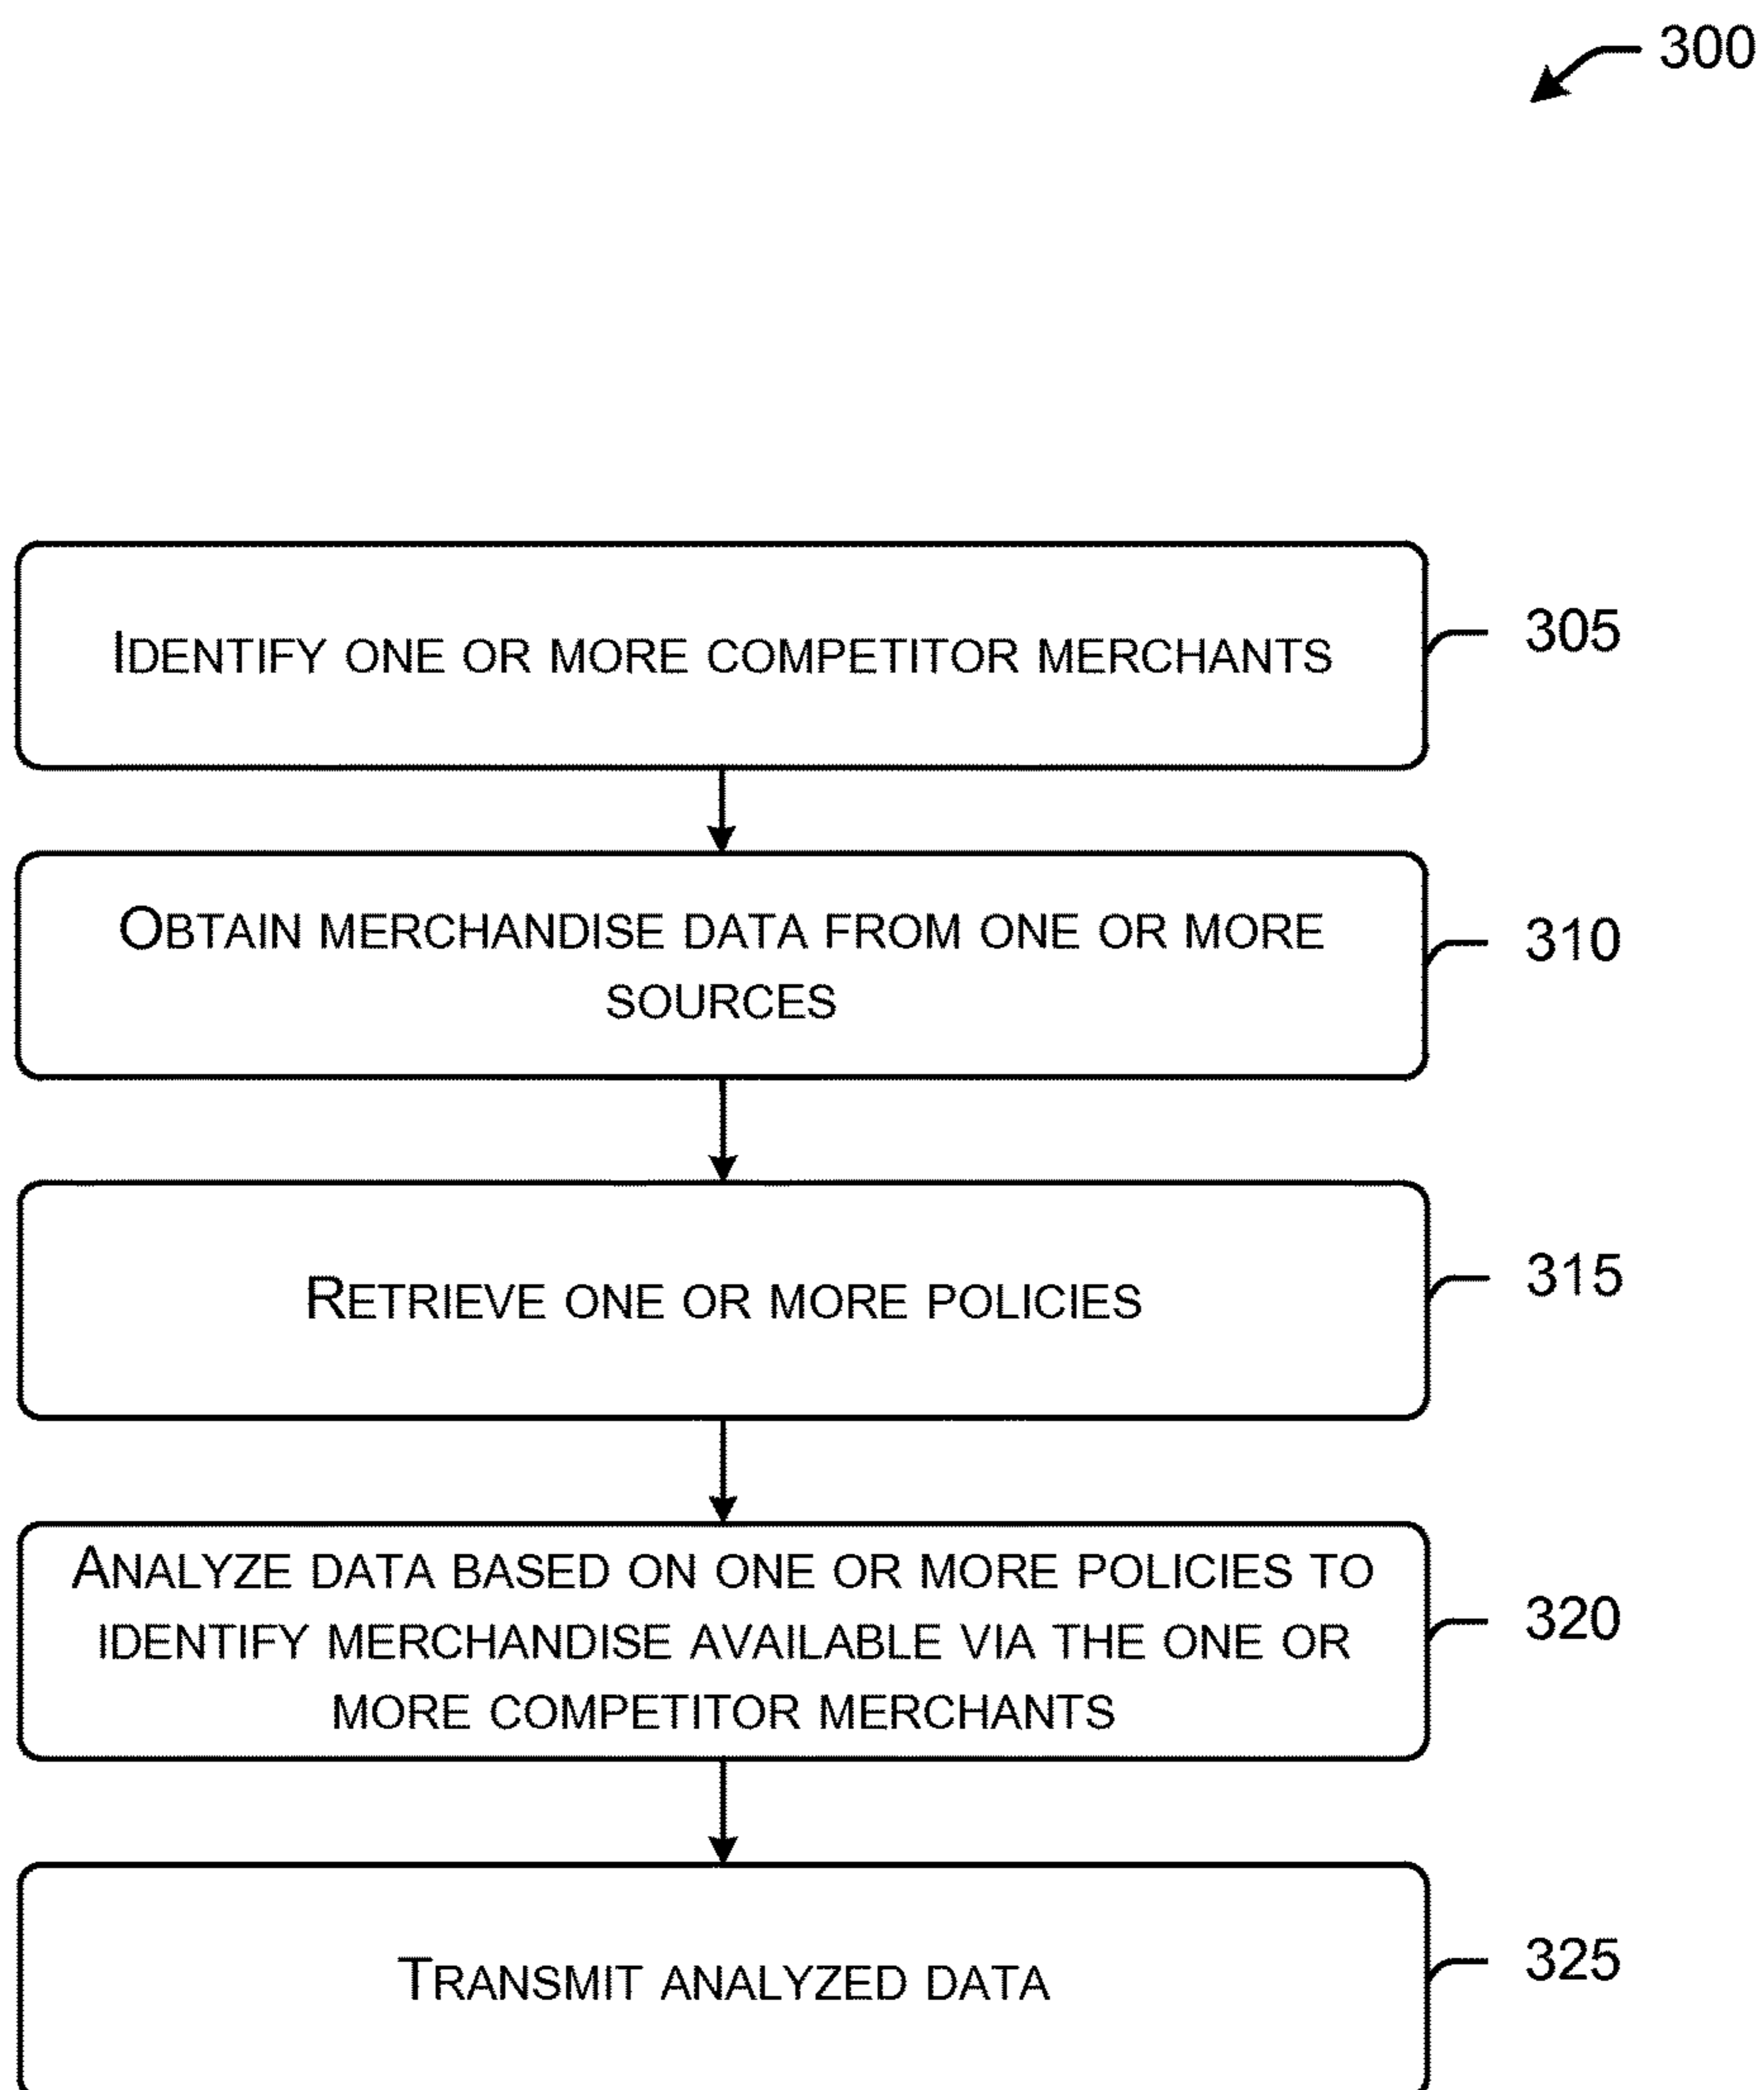 300
IDENTIFY ONE OR MORE COMPETITOR MERCHANTS
305
OBTAIN MERCHANDISE DATA FROM ONE OR MORE
SOURCES
310
RETRIEVE ONE OR MORE POLICIES
315
ANALYZE DATA BASED ON ONE OR MORE POLICIES TO
IDENTIFY MERCHANDISE AVAILABLE VIA THE ONE OR
MORE COMPETITOR MERCHANTS
320
TRANSMIT ANALYZED DATA
325